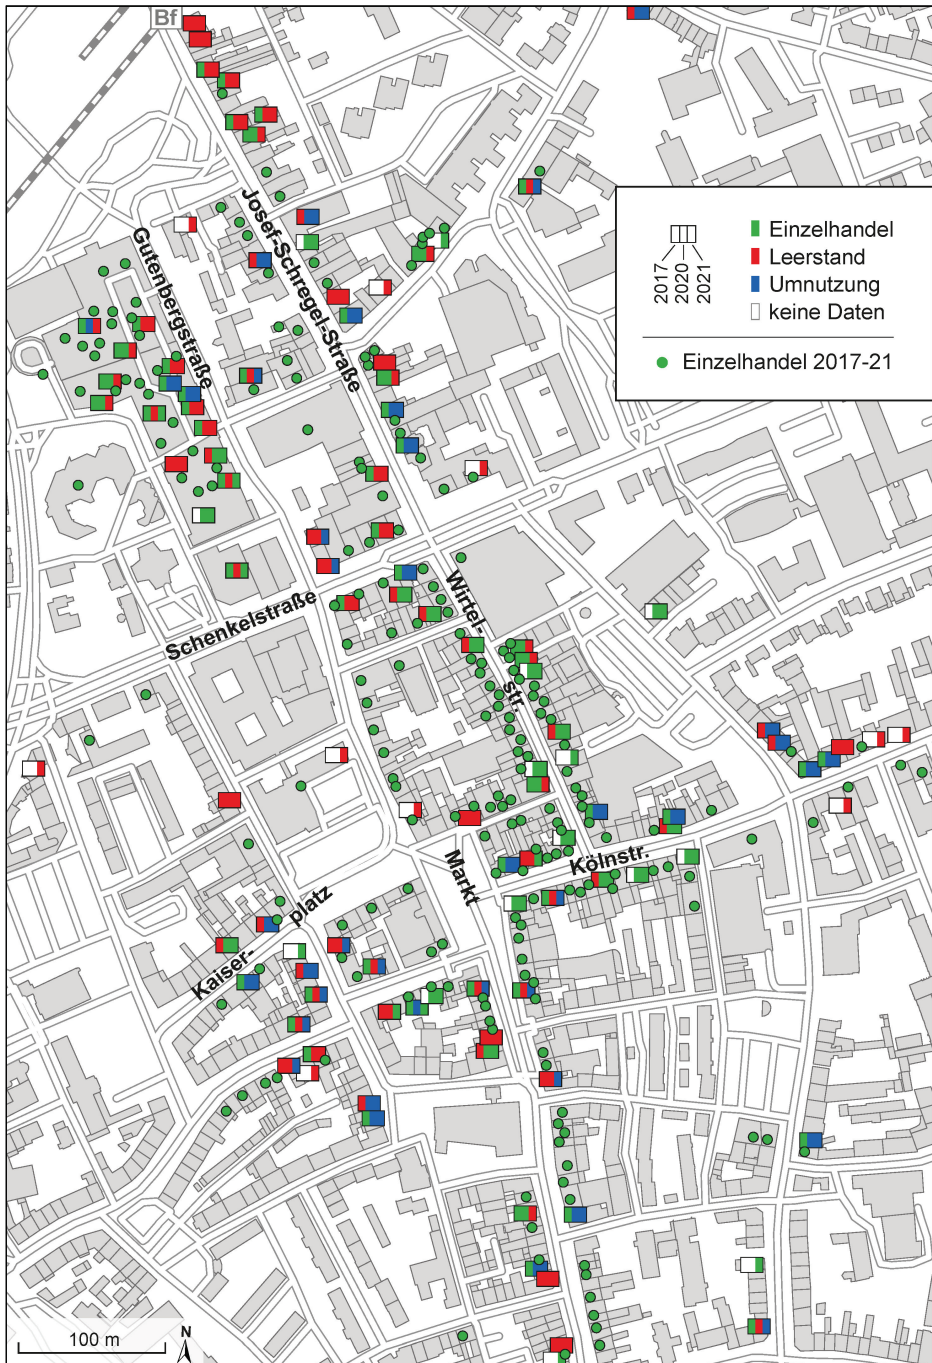 Bf
Josef-Schregel-Straße
Gutenbergstraße
2017
2020
2021
Einzelhandel
Leerstand
Umnutzung
keine Daten
Einzelhandel 2017-21
Schenkelstraße
Wirtel-
str.
Markt
Kölnstr.
Kaiser-
platz
100 m
N